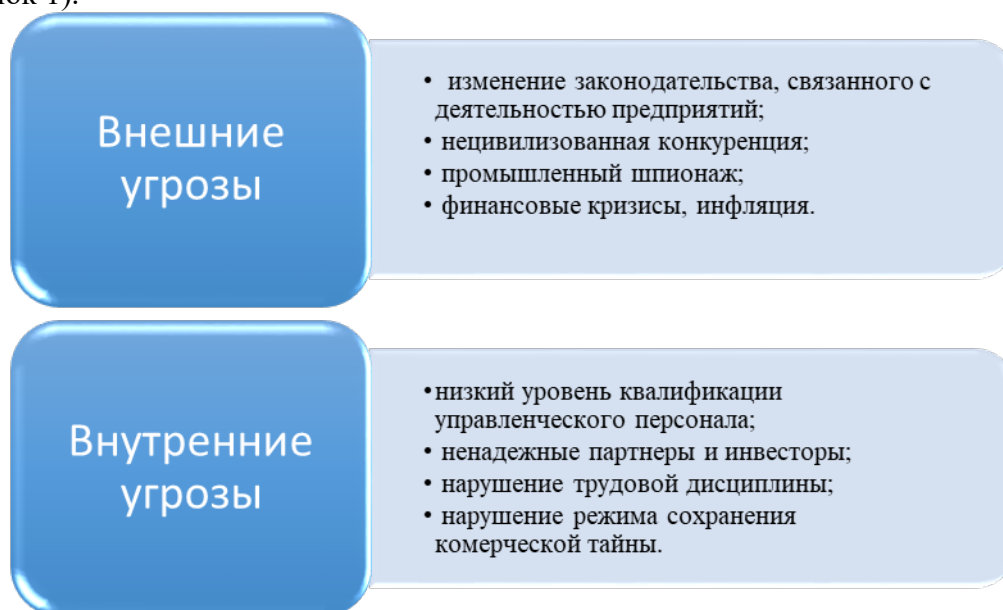 Внешние
угрозы
• изменение законодательства, связанного с
деятельностью предприятий;
• нецивилизованная конкуренция;
• промышленный шпионаж;
• финансовые кризисы, инфляция.
Внутренние
угрозы
•низкий уровень квалификации
управленческого персонала;
• ненадежные партнеры и инвесторы;
• нарушение трудовой дисциплины;
• нарушение режима сохранения
комерческой тайны.